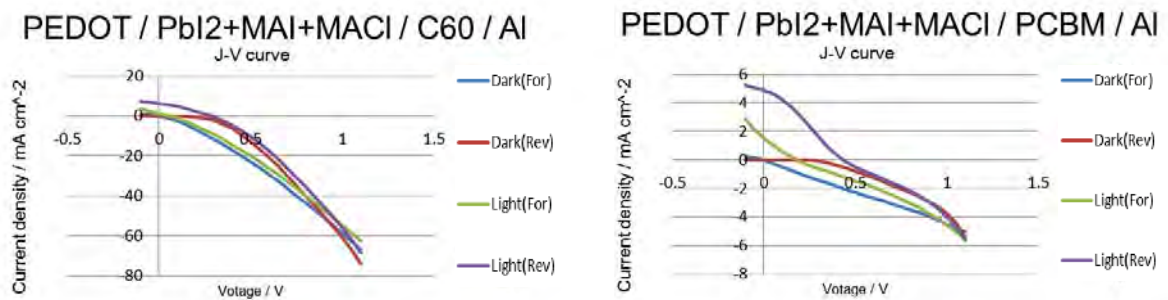 PEDOT / PbI2+MAI+MACl / C60 / Al
J-V curve
Current density / mA cm^-2
20
0
-20
-40
-60
-80
-0.5
0
0.5
1
1.5
Votage / V
Dark(For)
Dark(Rev)
Light(For)
Light(Rev)
PEDOT / PbI2+MAI+MACl / PCBM / Al
J-V curve
Current density / mA cm^-2
6
4
2
0
-2
-4
-6
-8
-0.5
0
0.5
1
1.5
Votage / V
Dark(For)
Dark(Rev)
Light(For)
Light(Rev)